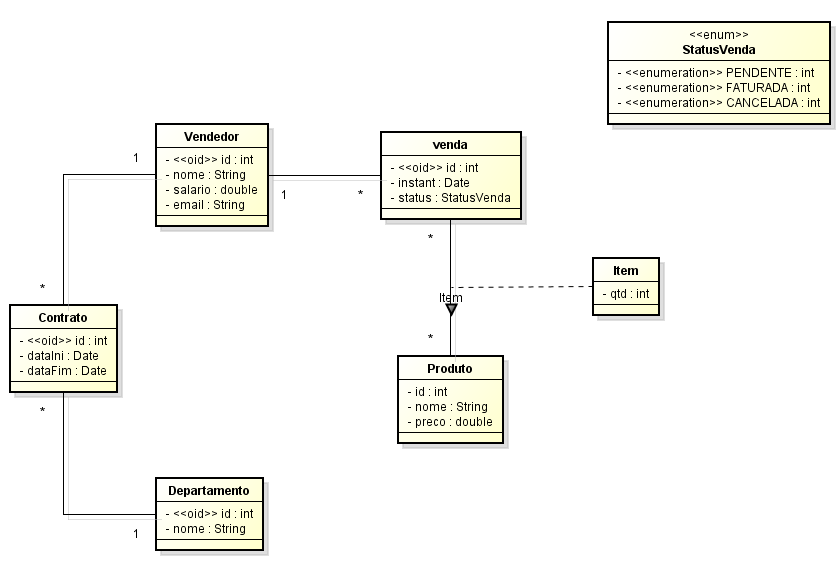 <<enum>>
StatusVenda
- <<enumeration>> PENDENTE : int
- <<enumeration>> FATURADA : int
- <<enumeration>> CANCELADA : int
Vendedor
- <<oid>> id : int
- nome : String
- salario : double
- email : String
venda
- <<oid>> id : int
- instant : Date
- status : StatusVenda
1
1
*
*
Item
- qtd : int
*
Item
*
Contrato
- <<oid>> id : int
- dataIni : Date
- dataFim : Date
Produto
- id : int
- nome : String
- preco : double
*
Departamento
- <<oid>> id : int
- nome : String
1